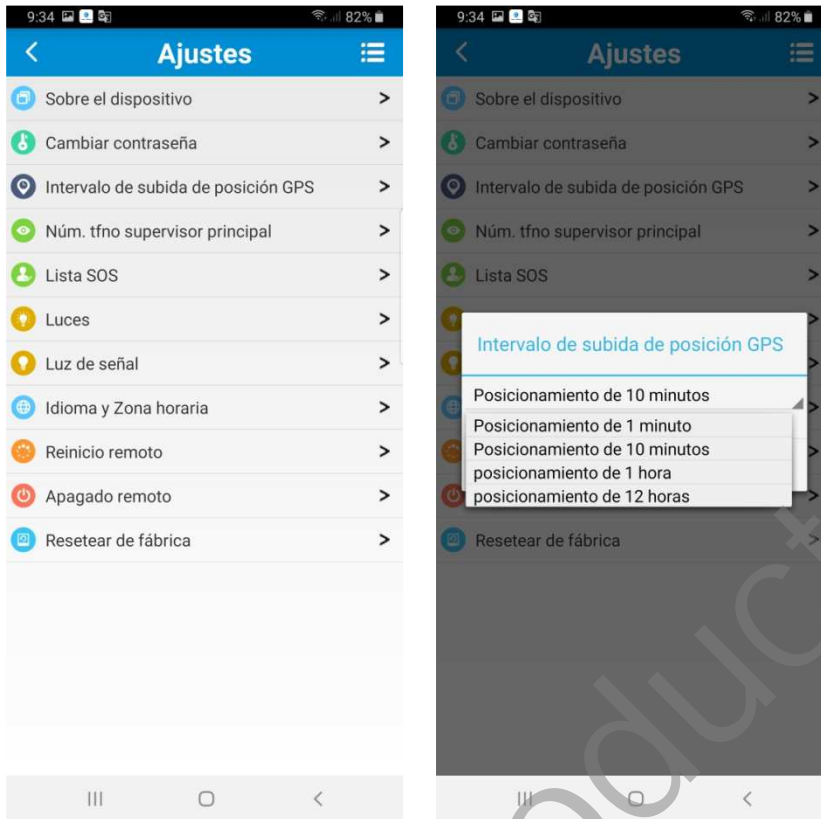 9:34 82%
Ajustes
Sobre el dispositivo
Cambiar contraseña
Intervalo de subida de posición GPS
Núm. tfno supervisor principal
Lista SOS
Luces
Luz de señal
Idioma y Zona horaria
Reinicio remoto
Apagado remoto
Resetear de fábrica
9:34 82%
Ajustes
Sobre el dispositivo
Cambiar contraseña
Intervalo de subida de posición GPS
Núm. tfno supervisor principal
Lista SOS
Intervalo de subida de posición GPS
Posicionamiento de 10 minutos
Posicionamiento de 1 minuto
Posicionamiento de 10 minutos
posicionamiento de 1 hora
posicionamiento de 12 horas
Resetear de fábrica